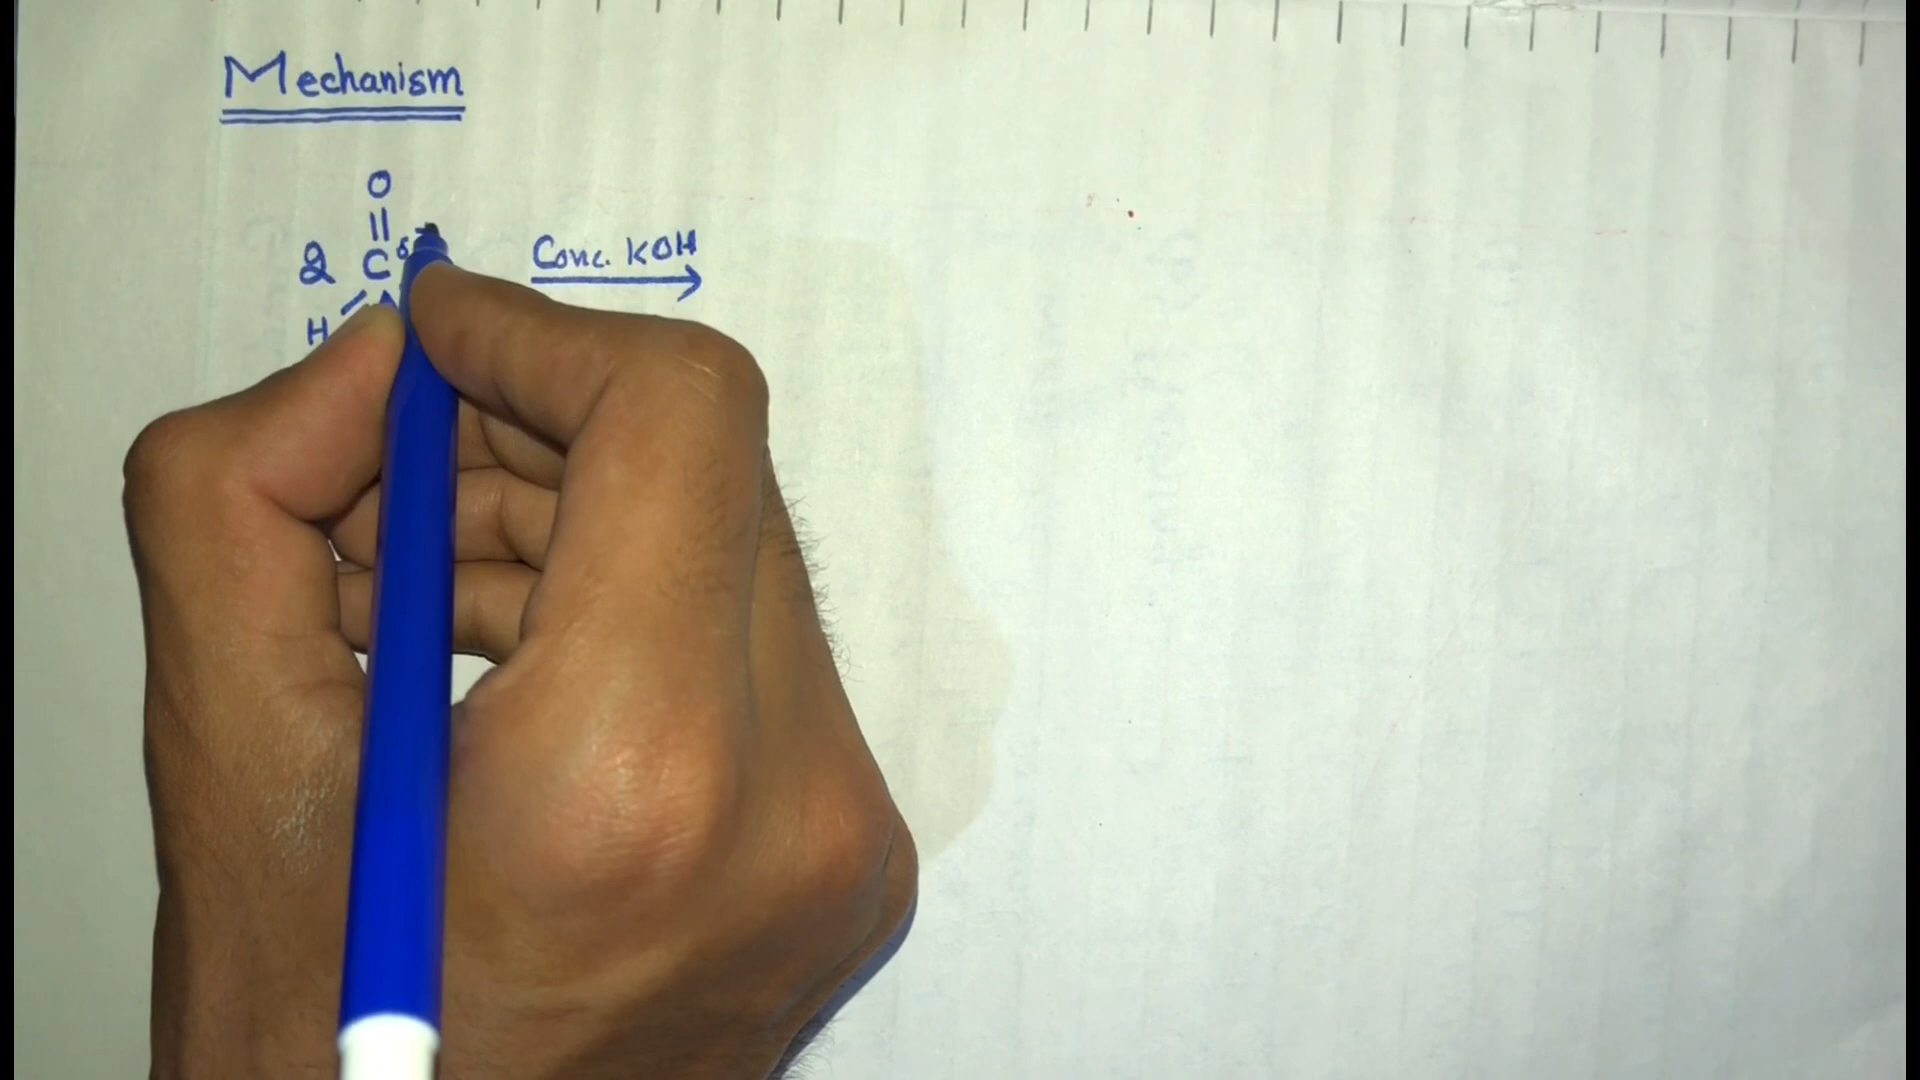 Mechanism
O
||
2 C δ
Conc. KOH
H